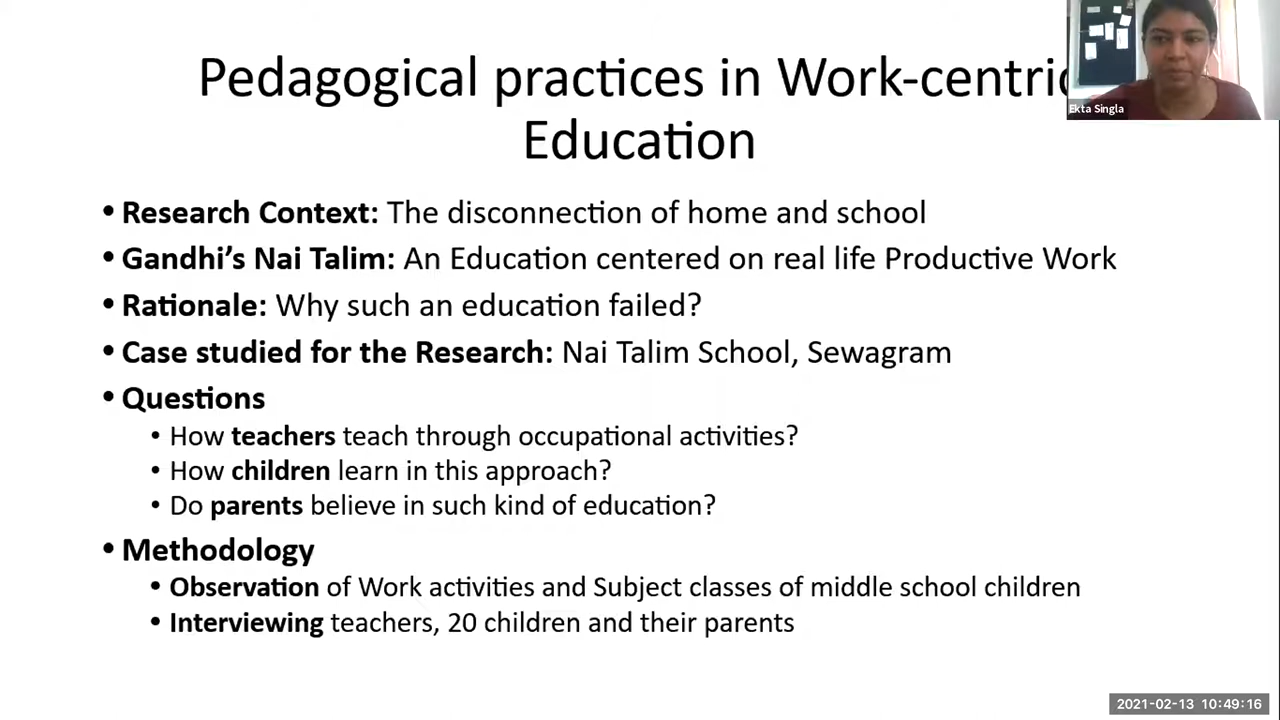 Pedagogical practices in Work-centric
Education
Ekta Singla
• Research Context: The disconnection of home and school
• Gandhi’s Nai Talim: An Education centered on real life Productive Work
• Rationale: Why such an education failed?
• Case studied for the Research: Nai Talim School, Sewagram
• Questions
• How teachers teach through occupational activities?
• How children learn in this approach?
• Do parents believe in such kind of education?
• Methodology
• Observation of Work activities and Subject classes of middle school children
• Interviewing teachers, 20 children and their parents
2021-02-13 10:49:16